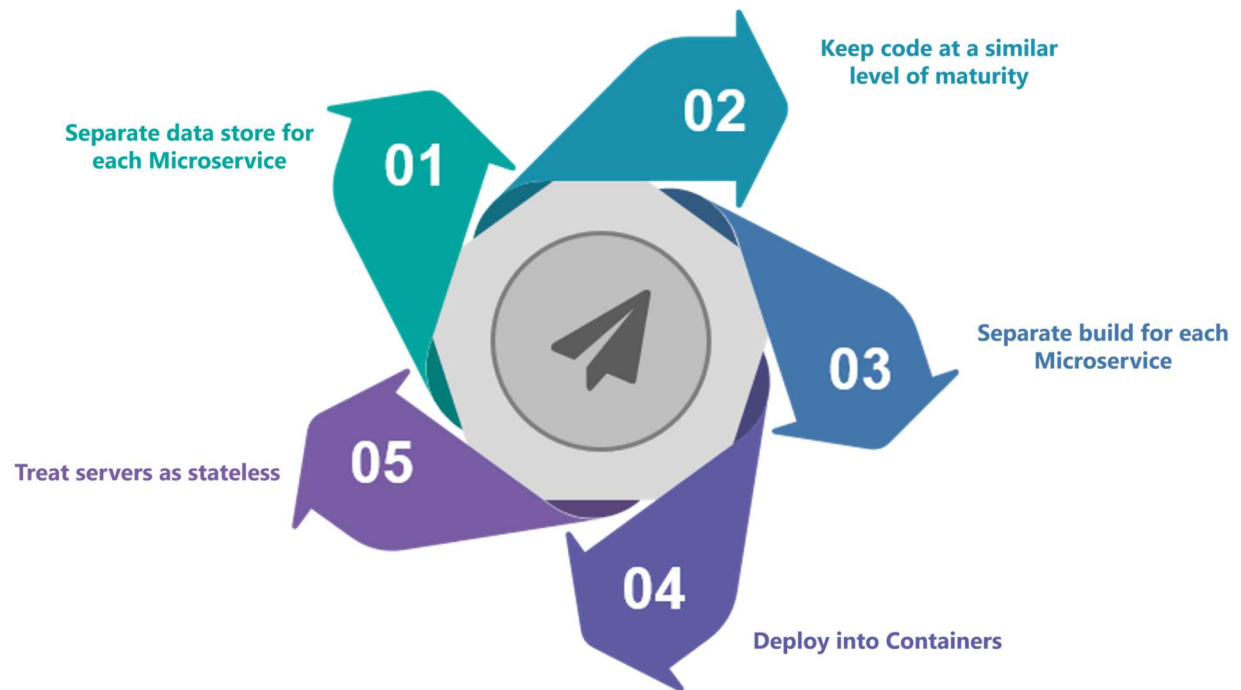 01
Separate data store for
each Microservice
02
Keep code at a similar
level of maturity
03
Separate build for each
Microservice
04
Deploy into Containers
05
Treat servers as stateless